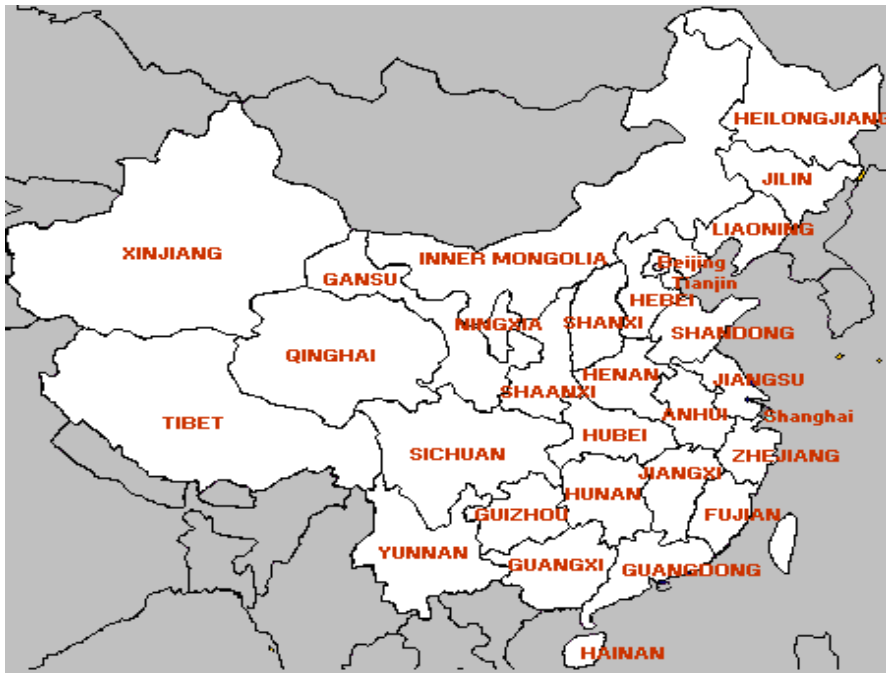 HEILONGJIANG
JILIN
LIAONING
XINJIANG
INNER MONGOLIA
Beijing
GANSU
Tianjin
HEBEI
NINGXIA
SHANXI
SHANDONG
QINGHAI
HENAN
JIANGSU
SHAANXI
ANHUI
Shanghai
TIBET
HUBEI
SICHUAN
ZHEJIANG
JIANGXI
HUNAN
GUIZHOU
FUJIAN
YUNNAN
GUANGXI
GUANGDONG
HAINAN